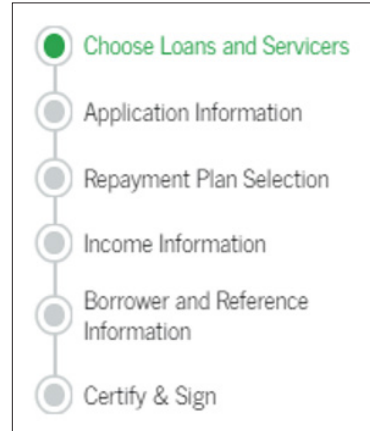 Choose Loans and Servicers
Application Information
Repayment Plan Selection
Income Information
Borrower and Reference
Information
Certify & Sign